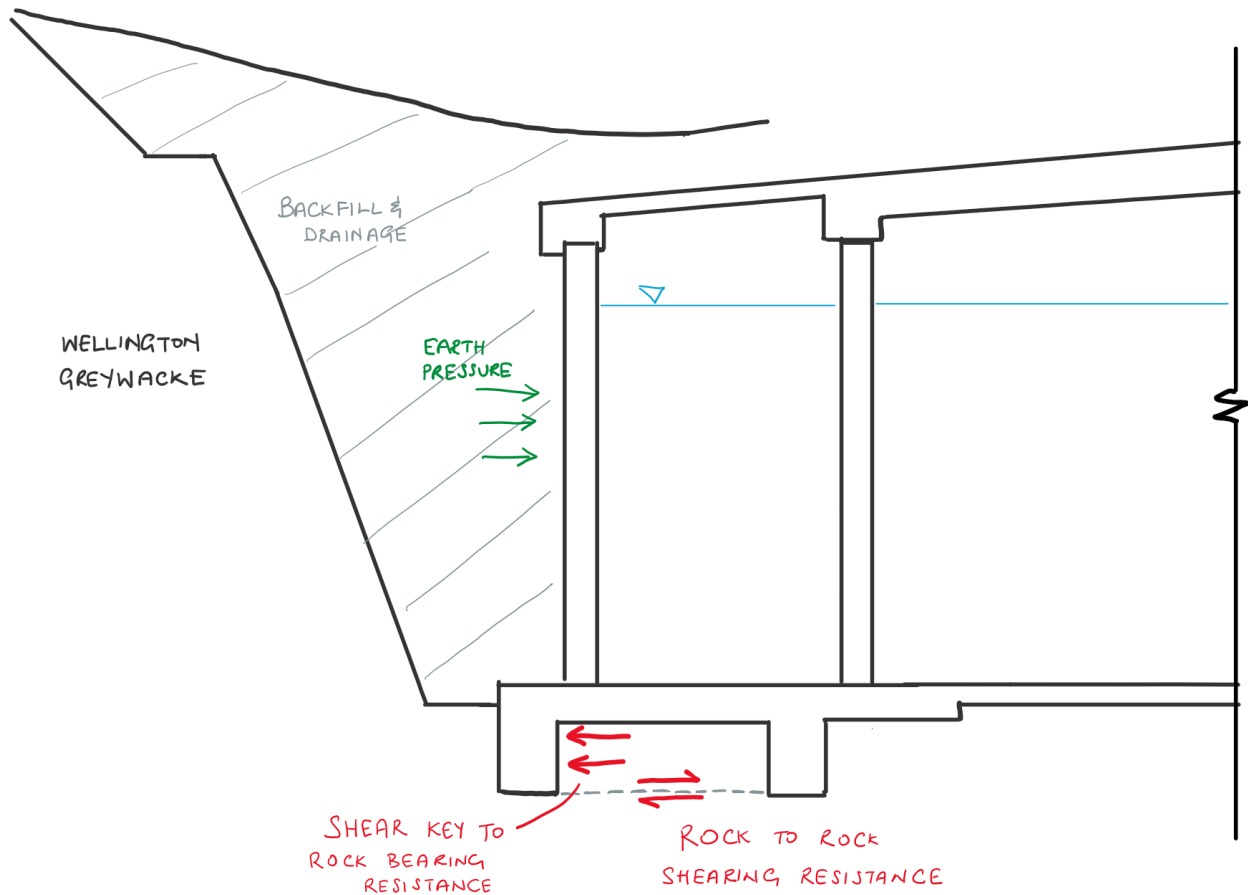 BACKFILL &
DRAINAGE
WELLINGTON
GREYWACKE
EARTH
PRESSURE
SHEAR KEY TO
ROCK BEARING
RESISTANCE
ROCK TO ROCK
SHEARING RESISTANCE